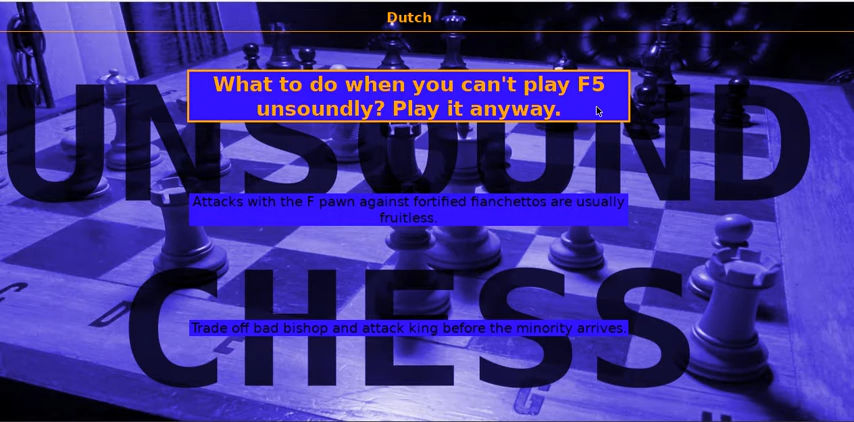 Dutch
What to do when you can't play F5
unsoundly? Play it anyway.
UNSOUND
Attacks with the F pawn against fortified fianchettos are usually
fruitless.
CHESS
Trade off bad bishop and attack king before the minority arrives.
C
D
E
G
H